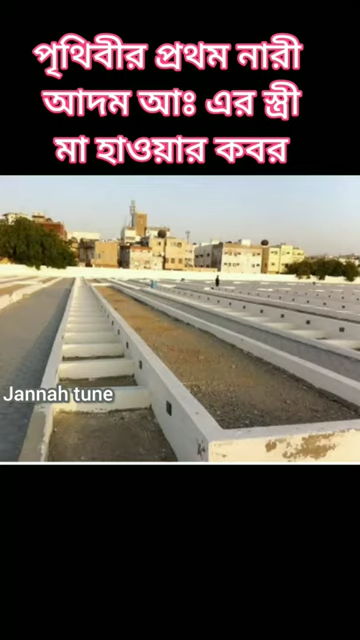 পৃথিবীর প্রথম নারী
আদম আঃ এর স্ত্রী
মা হাওয়ার কবর
Jannah tune